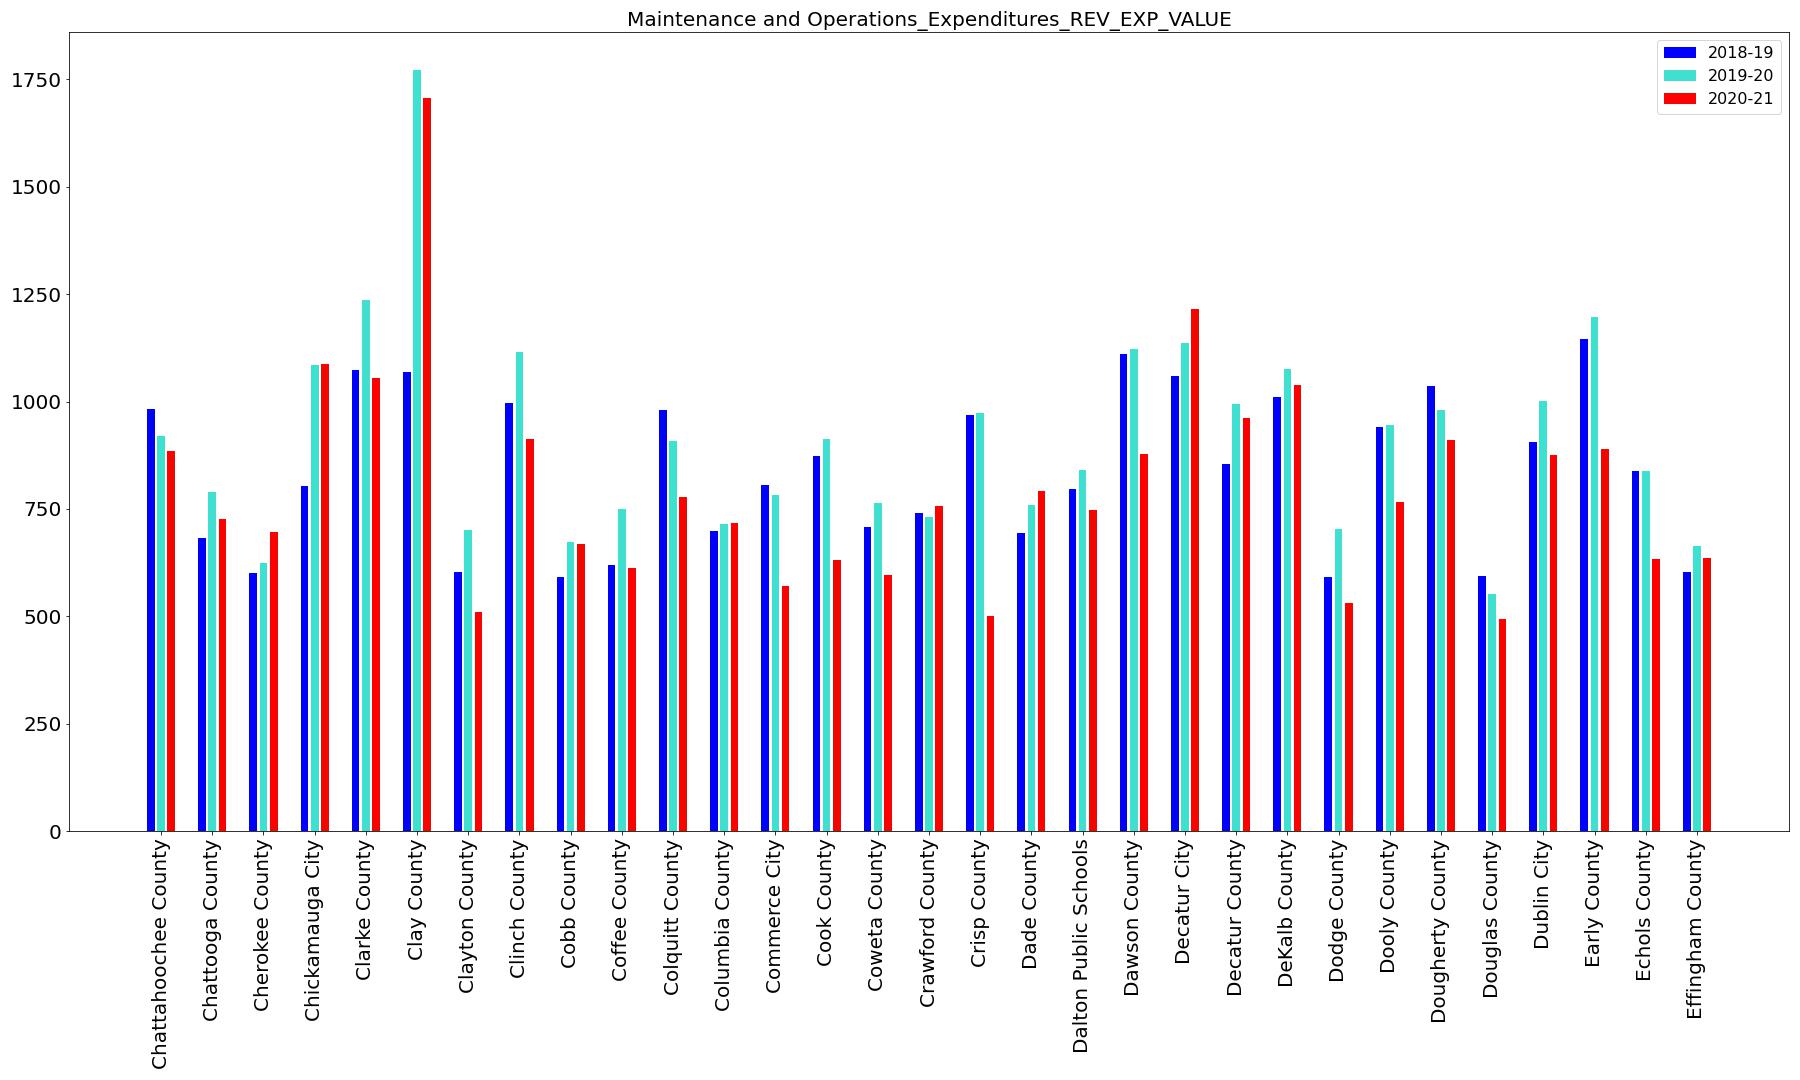 Maintenance and Operations_Expenditures_REV_EXP_VALUE
2018-19
2019-20
2020-21
1750
1500
1250
1000
750
500
250
0
Chattahoochee County
Chattooga County
Cherokee County
Chickamauga City
Clarke County
Clay County
Clayton County
Clinch County
Cobb County
Coffee County
Colquitt County
Columbia County
Commerce City
Cook County
Coweta County
Crawford County
Crisp County
Dade County
Dalton Public Schools
Dawson County
Decatur City
Decatur County
DeKalb County
Dodge County
Dooly County
Dougherty County
Douglas County
Dublin City
Early County
Echols County
Effingham County